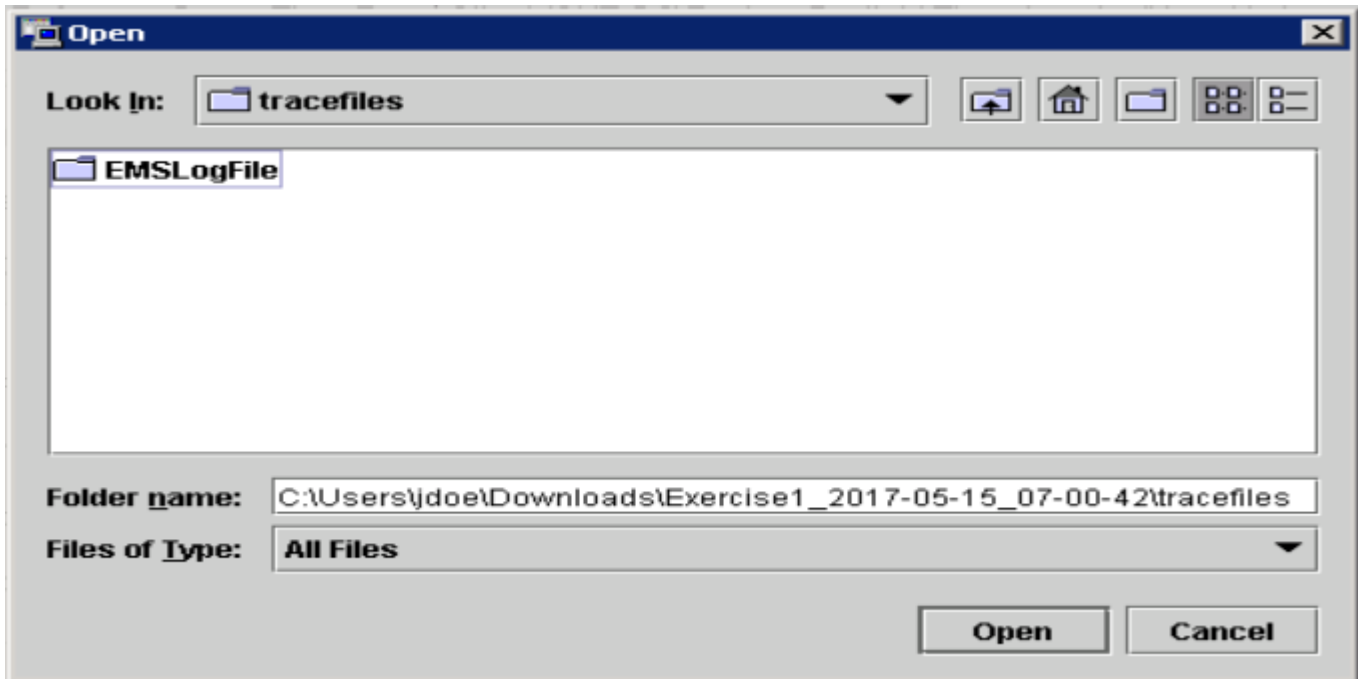 Open
Look In: tracefiles
EMSLogFile
Folder name: C:\Users\jdoe\Downloads\Exercise1_2017-05-15_07-00-42\tracefiles
Files of Type: All Files
Open Cancel